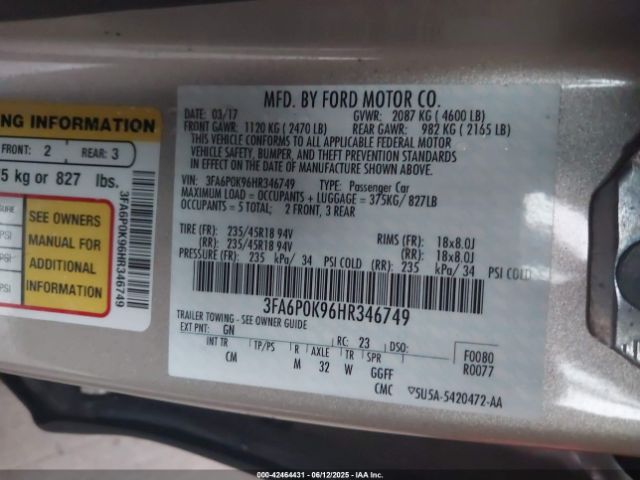 MFD. BY FORD MOTOR CO.
DATE: 03/17 GVWR: 2087 KG ( 4600 LB)
FRONT GAWR: 1120 KG ( 2470 LB) REAR GAWR: 982 KG ( 2165 LB)
THIS VEHICLE CONFORMS TO ALL APPLICABLE FEDERAL MOTOR
VEHICLE SAFETY, BUMPER, AND THEFT PREVENTION STANDARDS
IN EFFECT ON THE DATE OF MANUFACTURE SHOWN ABOVE.
VIN: 3FA6P0K96HR346749 TYPE: Passenger Car
MAXIMUM LOAD = OCCUPANTS + LUGGAGE = 375KG/ 827LB
OCCUPANTS = 5 TOTAL; 2 FRONT, 3 REAR
TIRE (FR): 235/45R18 94V RIMS (FR): 18x8.0J
(RR): 235/45R18 94V (RR): 18x8.0J
PRESSURE (FR): 235 kPa/ 34 PSI COLD (RR): 235 kPa/ 34 PSI COLD
3FA6P0K96HR346749
TRAILER TOWING - SEE OWNER GUIDE
EXT PNT: GN RC: 23 DSO: F0080
INT TR TP/PS R AXLE TR SPR R0077
CM M 32 W GGFF
CMC 5U5A-5420472-AA
NG INFORMATION
FRONT: 2 REAR: 3
5 kg or 827 lbs.
SURE
PSI
PSI
PSI
SEE OWNERS
MANUAL FOR
ADDITIONAL
INFORMATION
3FA6P0K96HR346749
3-42464431 - 06/12/2025 - IAAI.com